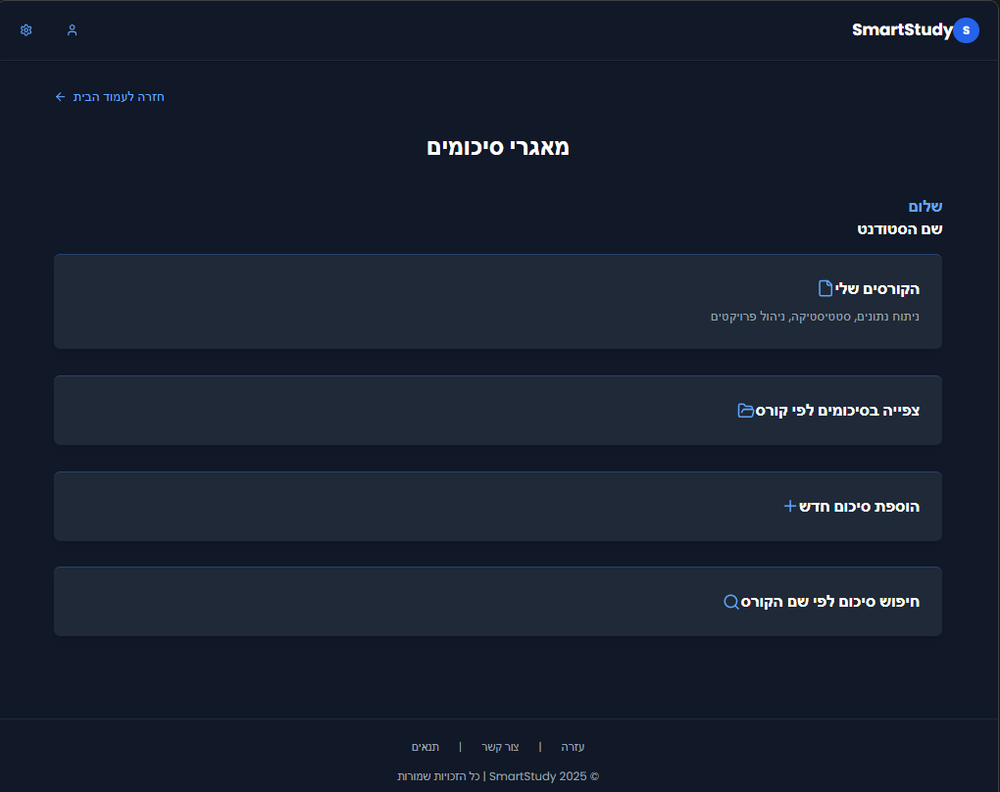 SmartStudy S
חזרה לעמוד הבית
מאגרי סיכומים
שלום
שם הסטודנט
הקורסים שלי
ניתוח נתונים, סטטיסטיקה, ניהול פרויקטים
צפייה בסיכומים לפי קורס
הוספת סיכום חדש
חיפוש סיכום לפי שם הקורס
עזרה | צור קשר | תנאים
© 2025 SmartStudy | כל הזכויות שמורות